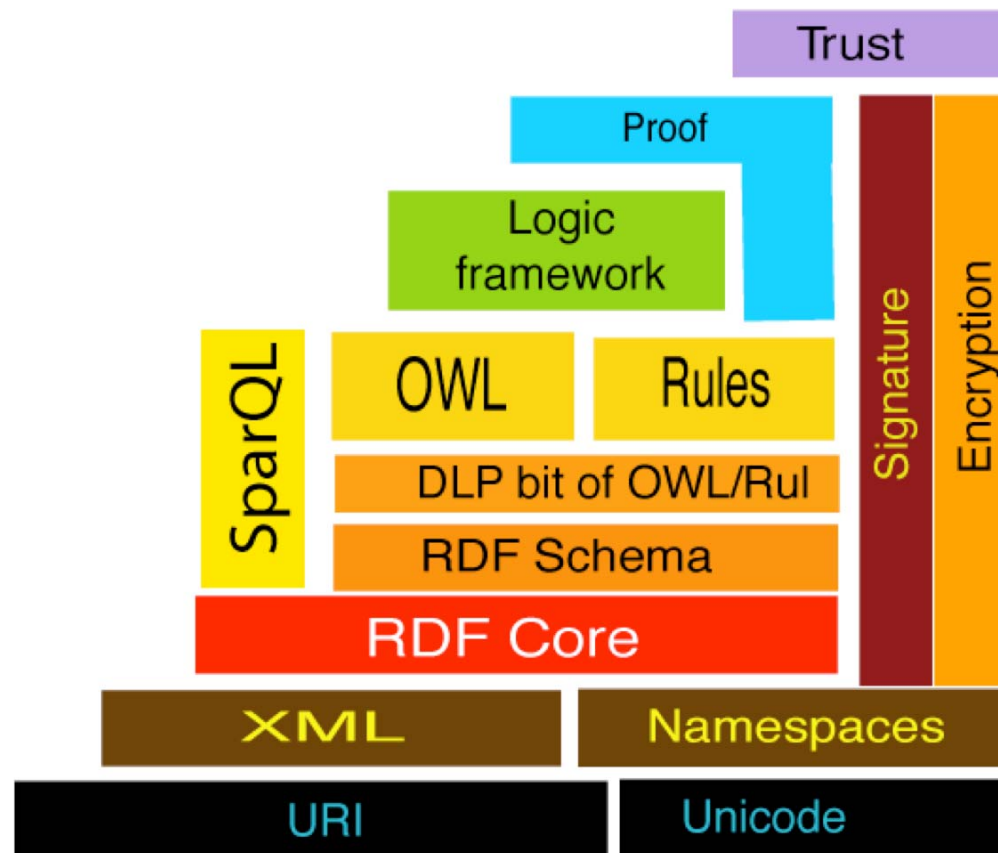 Trust
Proof
Logic
framework
SparQL
OWL
Rules
Signature
Encryption
DLP bit of OWL/Rul
RDF Schema
RDF Core
XML
Namespaces
URI
Unicode